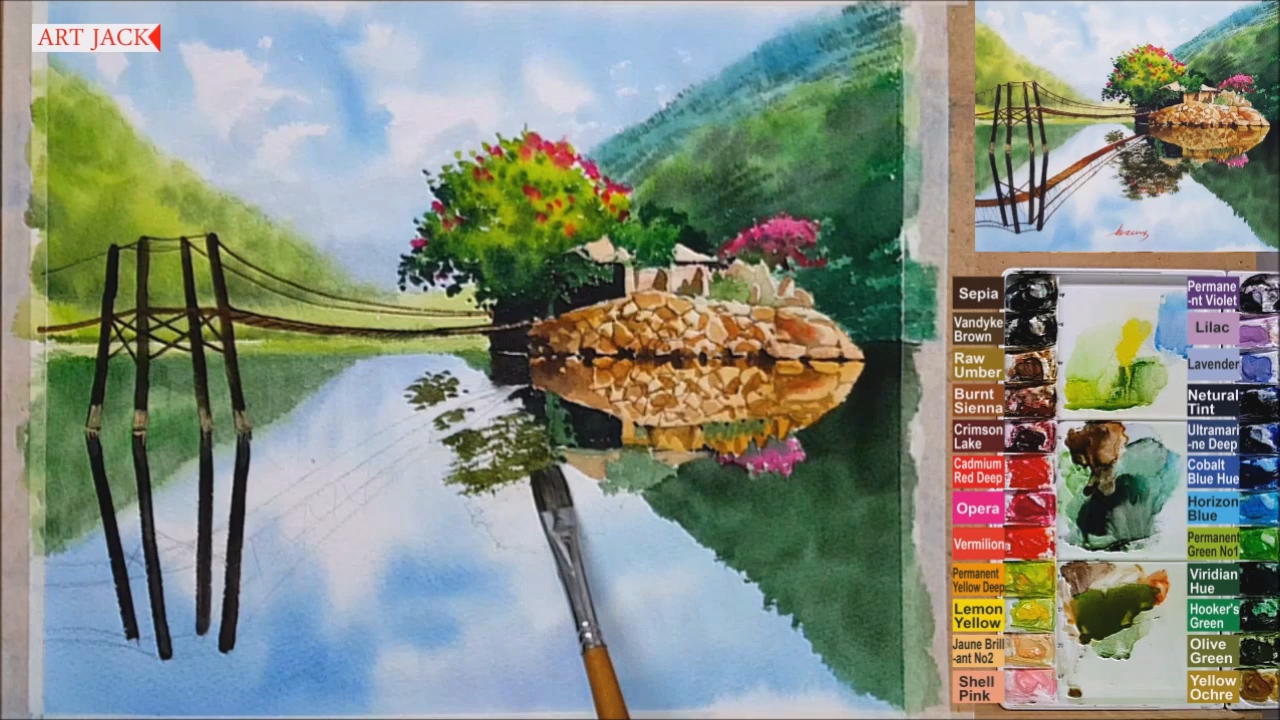 ART JACK
Sepia
Vandyke
Brown
Raw
Umber
Burnt
Sienna
Crimson
Lake
Cadmium
Red Deep
Opera
Vermilion
Permanent
Yellow Deep
Lemon
Yellow
Jaune Brill
-ant No2
Shell
Pink
Permane
-nt Violet
Lilac
Lavender
Netural
Tint
Ultramari
-ne Deep
Cobalt
Blue Hue
Horizon
Blue
Permanent
Green No1
Viridian
Hue
Hooker's
Green
Olive
Green
Yellow
Ochre